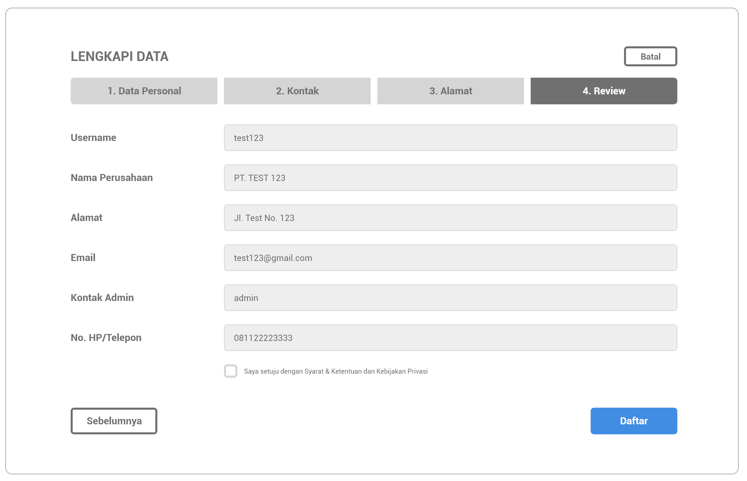 LENGKAPI DATA
Batal
1. Data Personal
2. Kontak
3. Alamat
4. Review
Username
test123
Nama Perusahaan
PT. TEST 123
Alamat
Jl. Test No. 123
Email
test123@gmail.com
Kontak Admin
admin
No. HP/Telepon
081122223333
Saya setuju dengan Syarat & Ketentuan dan Kebijakan Privasi
Sebelumnya
Daftar